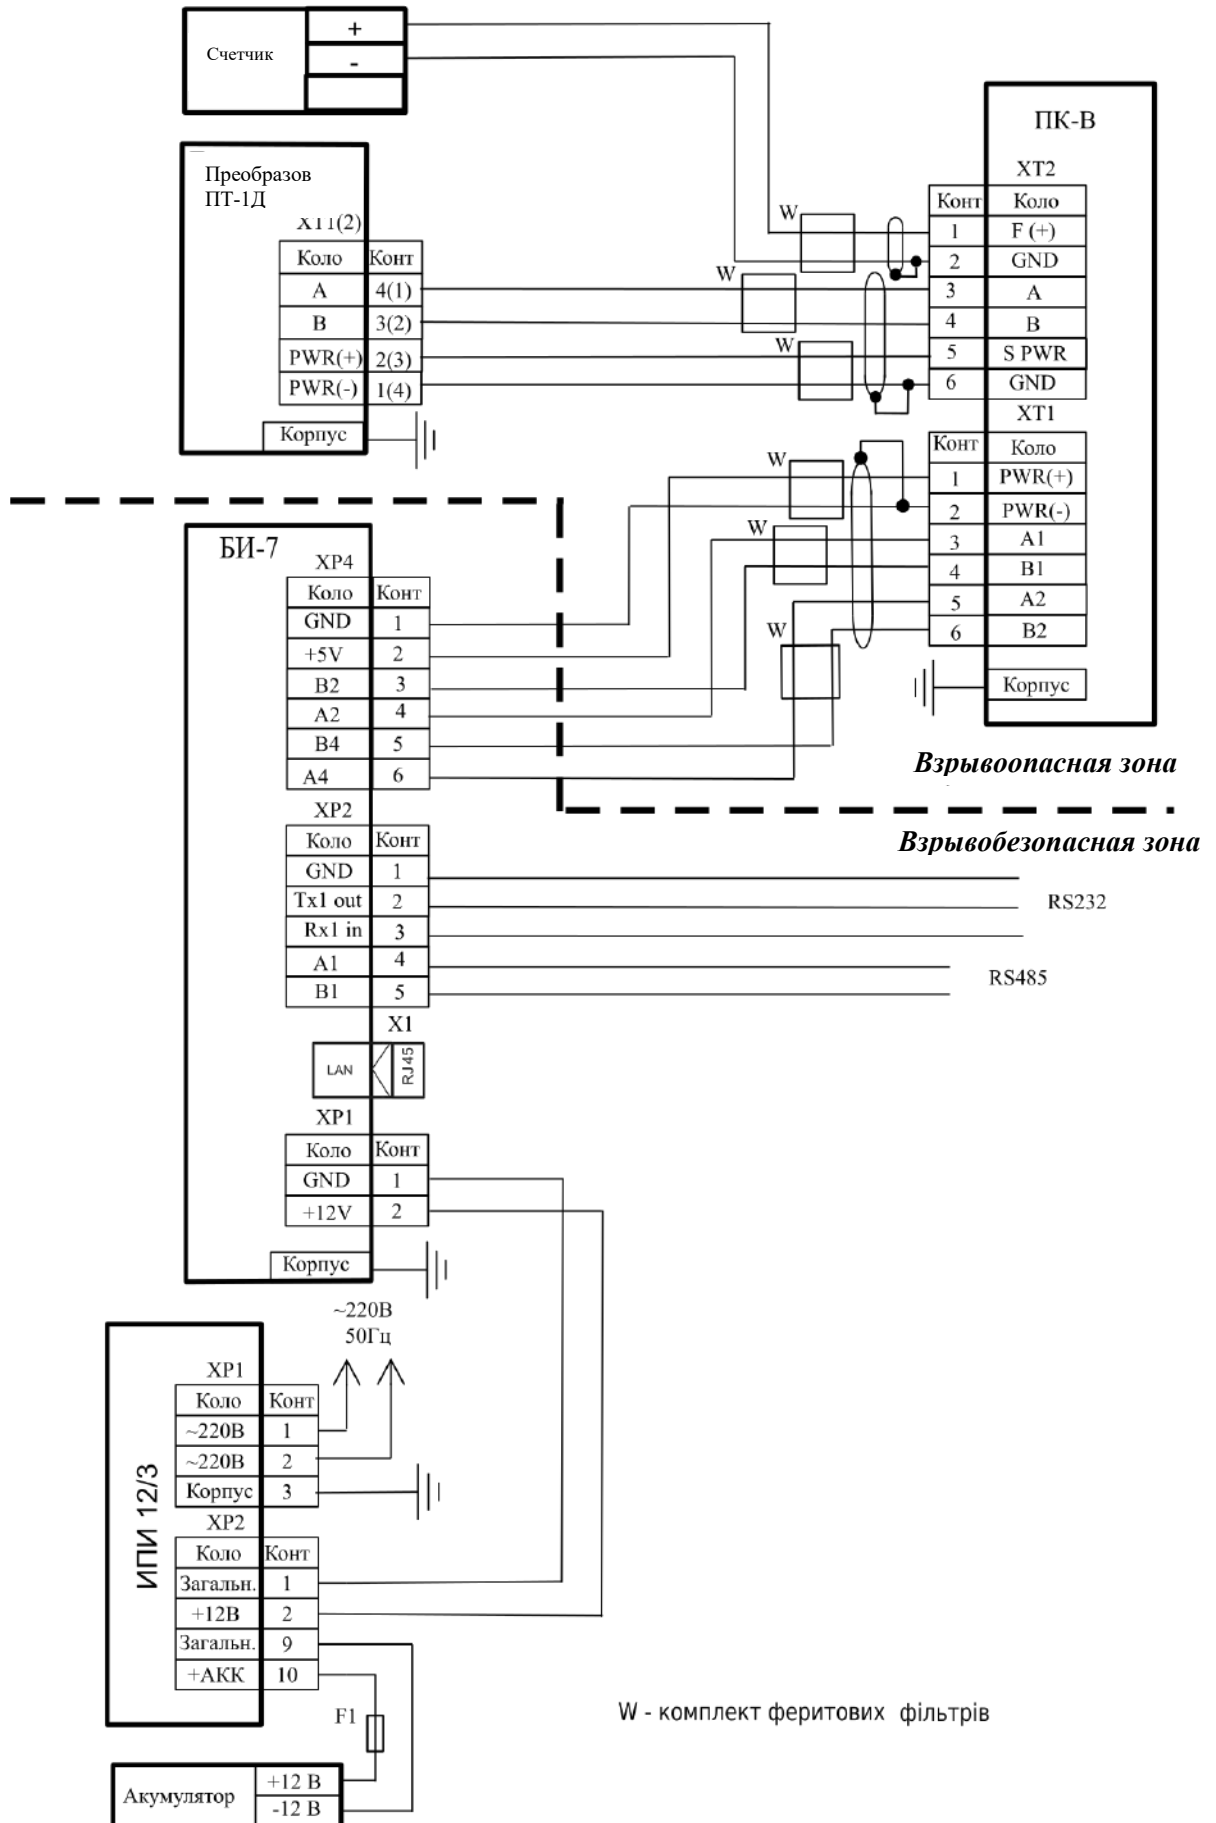 +
Счетчик
-
Преобразов
ПТ-1Д
XT1(2)
Коло Конт
A 4(1)
B 3(2)
PWR(+) 2(3)
PWR(-) 1(4)
Корпус
W
W
W
ПК-В
XT2
Конт Коло
1 F (+)
2 GND
3 A
4 B
5 S PWR
6 GND
XT1
Конт Коло
1 PWR(+)
2 PWR(-)
3 A1
4 B1
5 A2
6 B2
Корпус
W
W
W
БИ-7
XP4
Коло Конт
GND 1
+5V 2
B2 3
A2 4
B4 5
A4 6
Взрывоопасная зона
Взрывобезопасная зона
XP2
Коло Конт
GND 1
Tx1 out 2
Rx1 in 3
A1 4
B1 5
RS232
RS485
X1
LAN RJ45
XP1
Коло Конт
GND 1
+12V 2
Корпус
~220В
50Гц
ИПИ 12/3
XP1
Коло Конт
~220В 1
~220В 2
Корпус 3
XP2
Коло Конт
Загальн. 1
+12В 2
Загальн. 9
+АКК 10
F1
W - комплект феритових фільтрів
Акумулятор
+12 В
-12 В